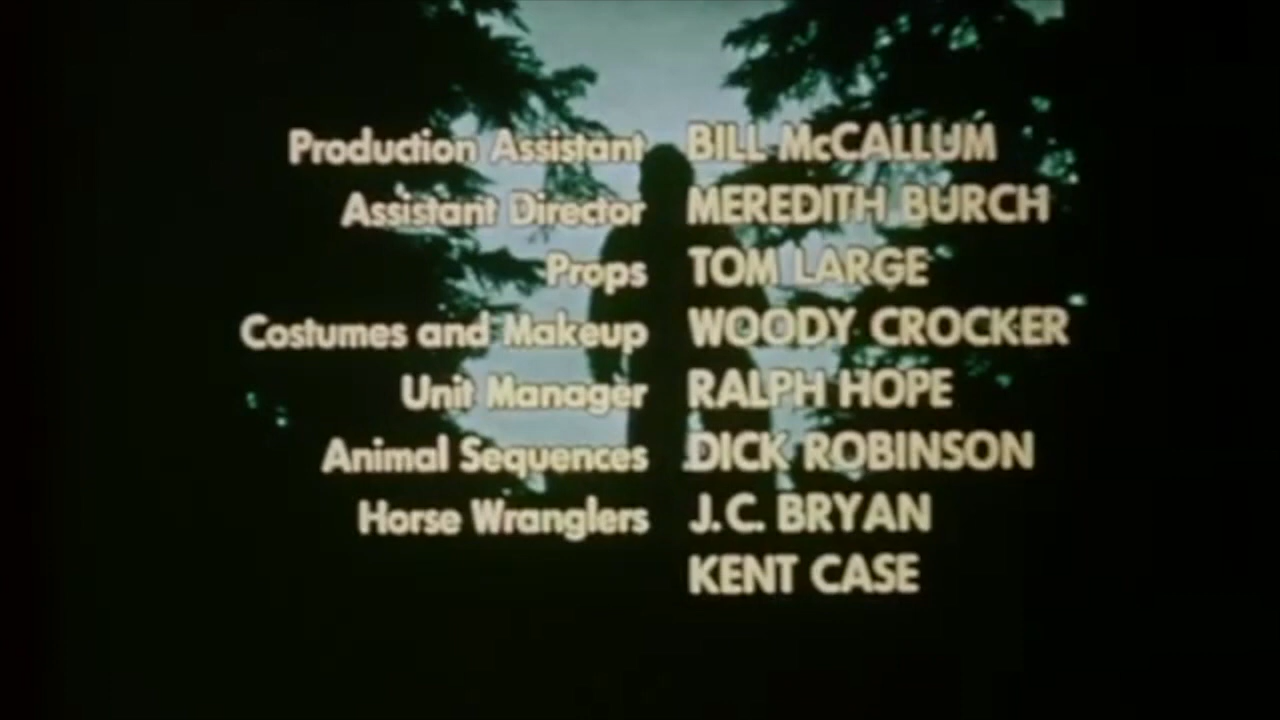 Production Assistant BILL McCALLUM
Assistant Director MEREDITH BURCH
Props TOM LARGE
Costumes and Makeup WOODY CROCKER
Unit Manager RALPH HOPE
Animal Sequences DICK ROBINSON
Horse Wranglers J.C. BRYAN
KENT CASE